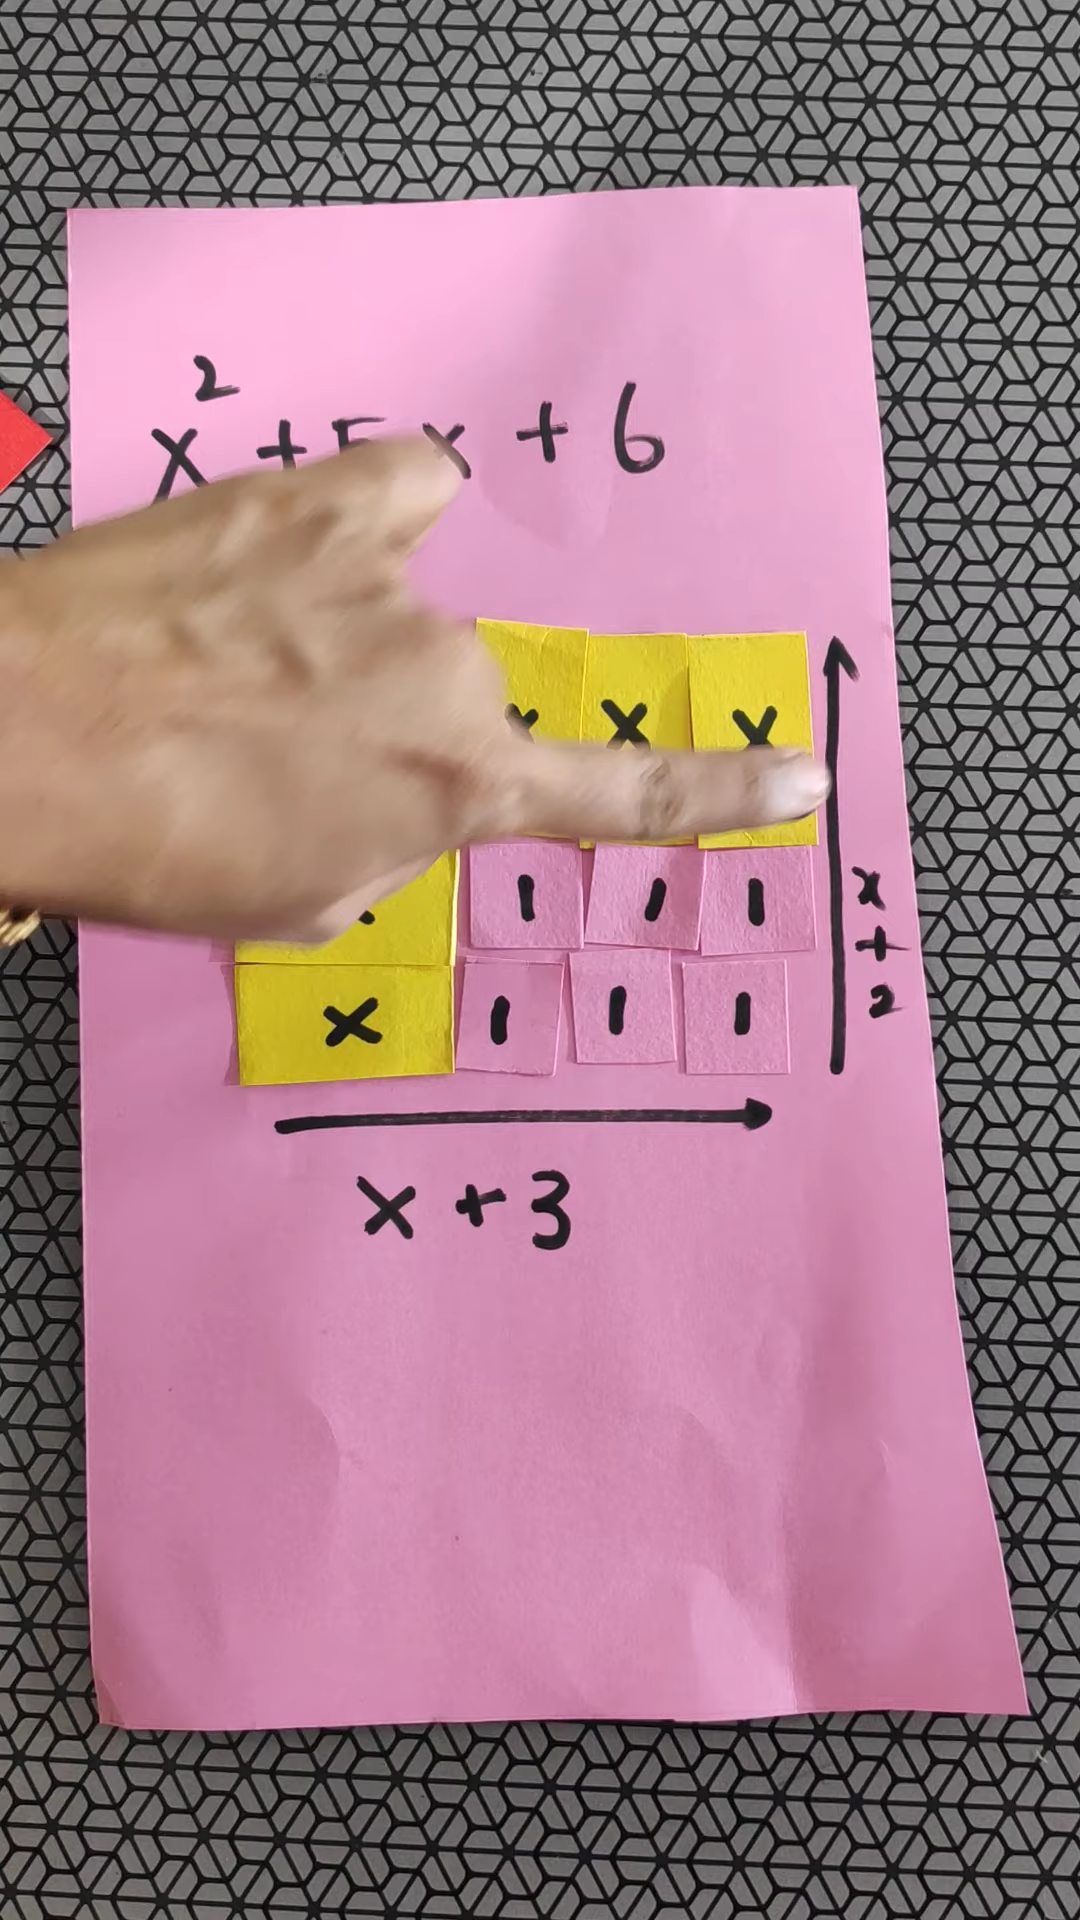 x² + 5x + 6
x x x
1 1 1
x 1 1 1
x + 2
x + 3